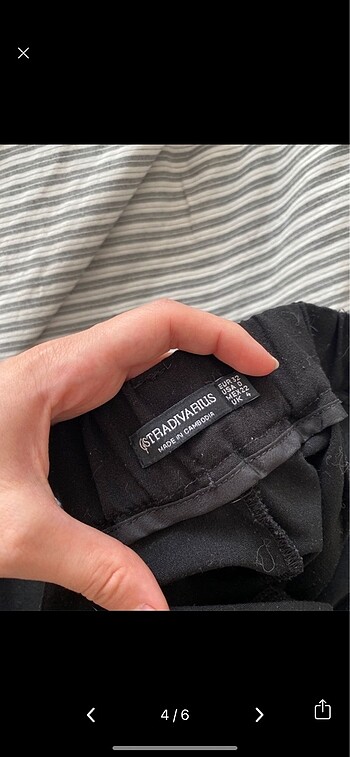 STRADIVARIUS
MADE IN CAMBODIA
EUR 32
USA 0
MEX 22
UK 4
4 / 6